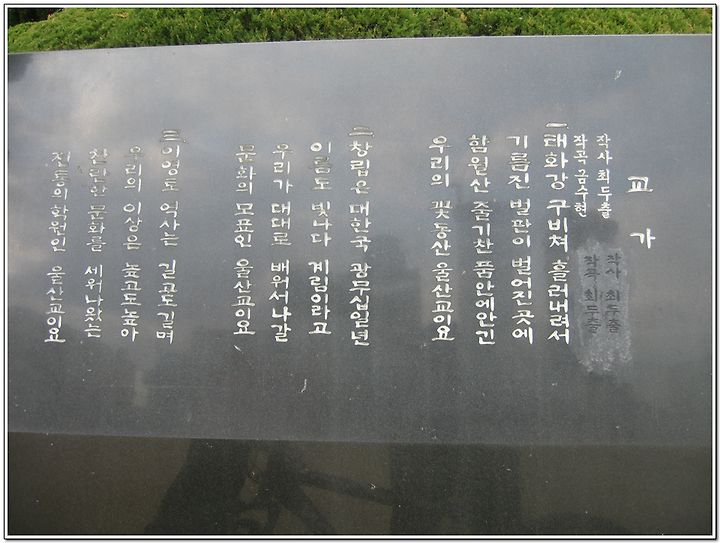 교가
작사 최두출
작곡 금수현
작사 최두출
작곡 최두출
一 태화강 구비쳐 흘러내려서
기름진 벌판이 벌어진곳에
함월산 줄기찬 품안에안긴
우리의 꽃동산 울산교이요
二 창립은 대한국 광무십일년
이름도 빛나다 계림이라고
우리가 대대로 배워서나갈
문화의 모표인 울산교이요
三 이영도 역사는 길고도길며
우리의 이상은 높고도높아
찬란한 문화를 세워나왔는
전통의학원인 울산교이요